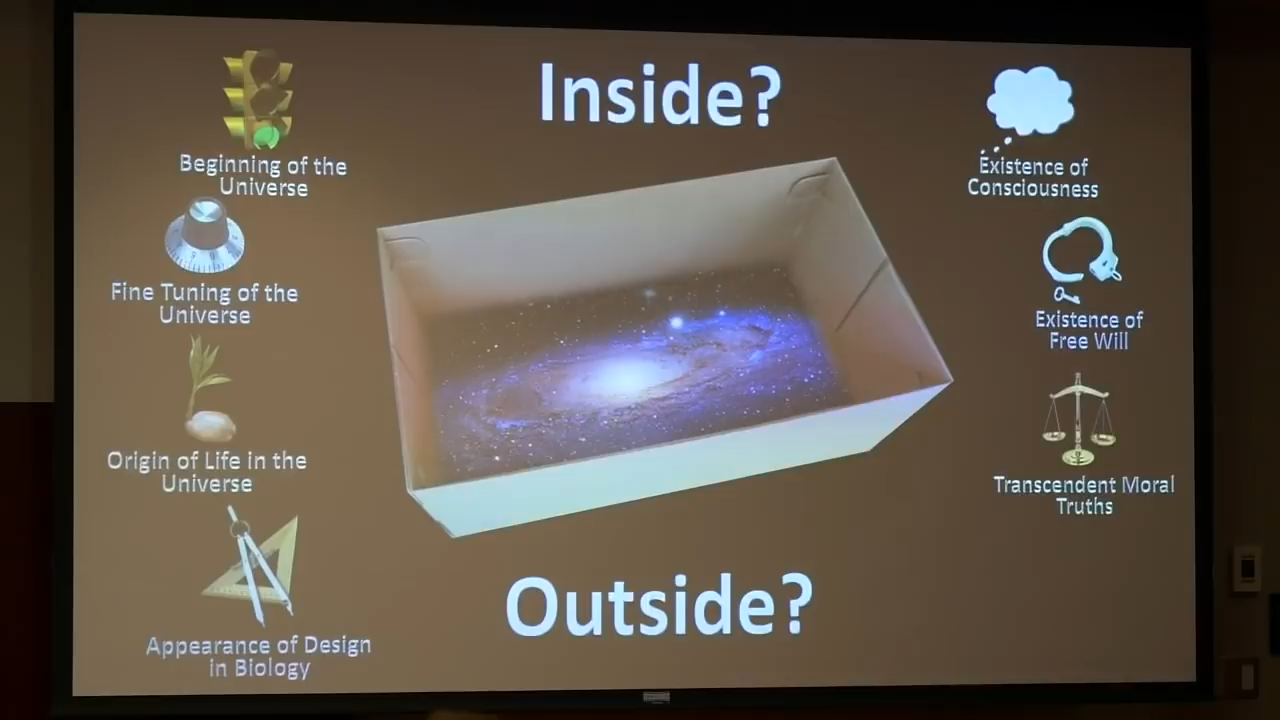 Inside?
Beginning of the
Universe
Fine Tuning of the
Universe
Origin of Life in the
Universe
Appearance of Design
in Biology
Existence of
Consciousness
Existence of
Free Will
Transcendent Moral
Truths
Outside?